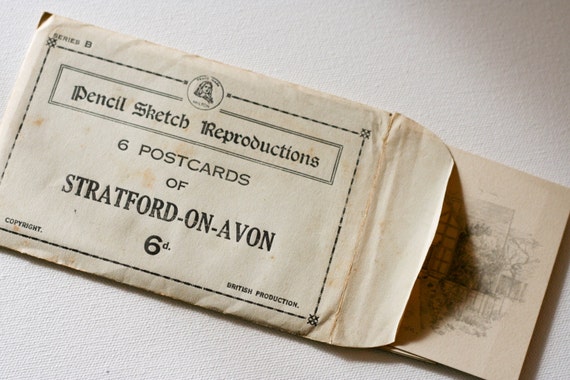 SERIES B
Pencil Sketch Reproductions
6 POSTCARDS
OF
STRATFORD-ON-AVON
6d.
COPYRIGHT.
BRITISH PRODUCTION.